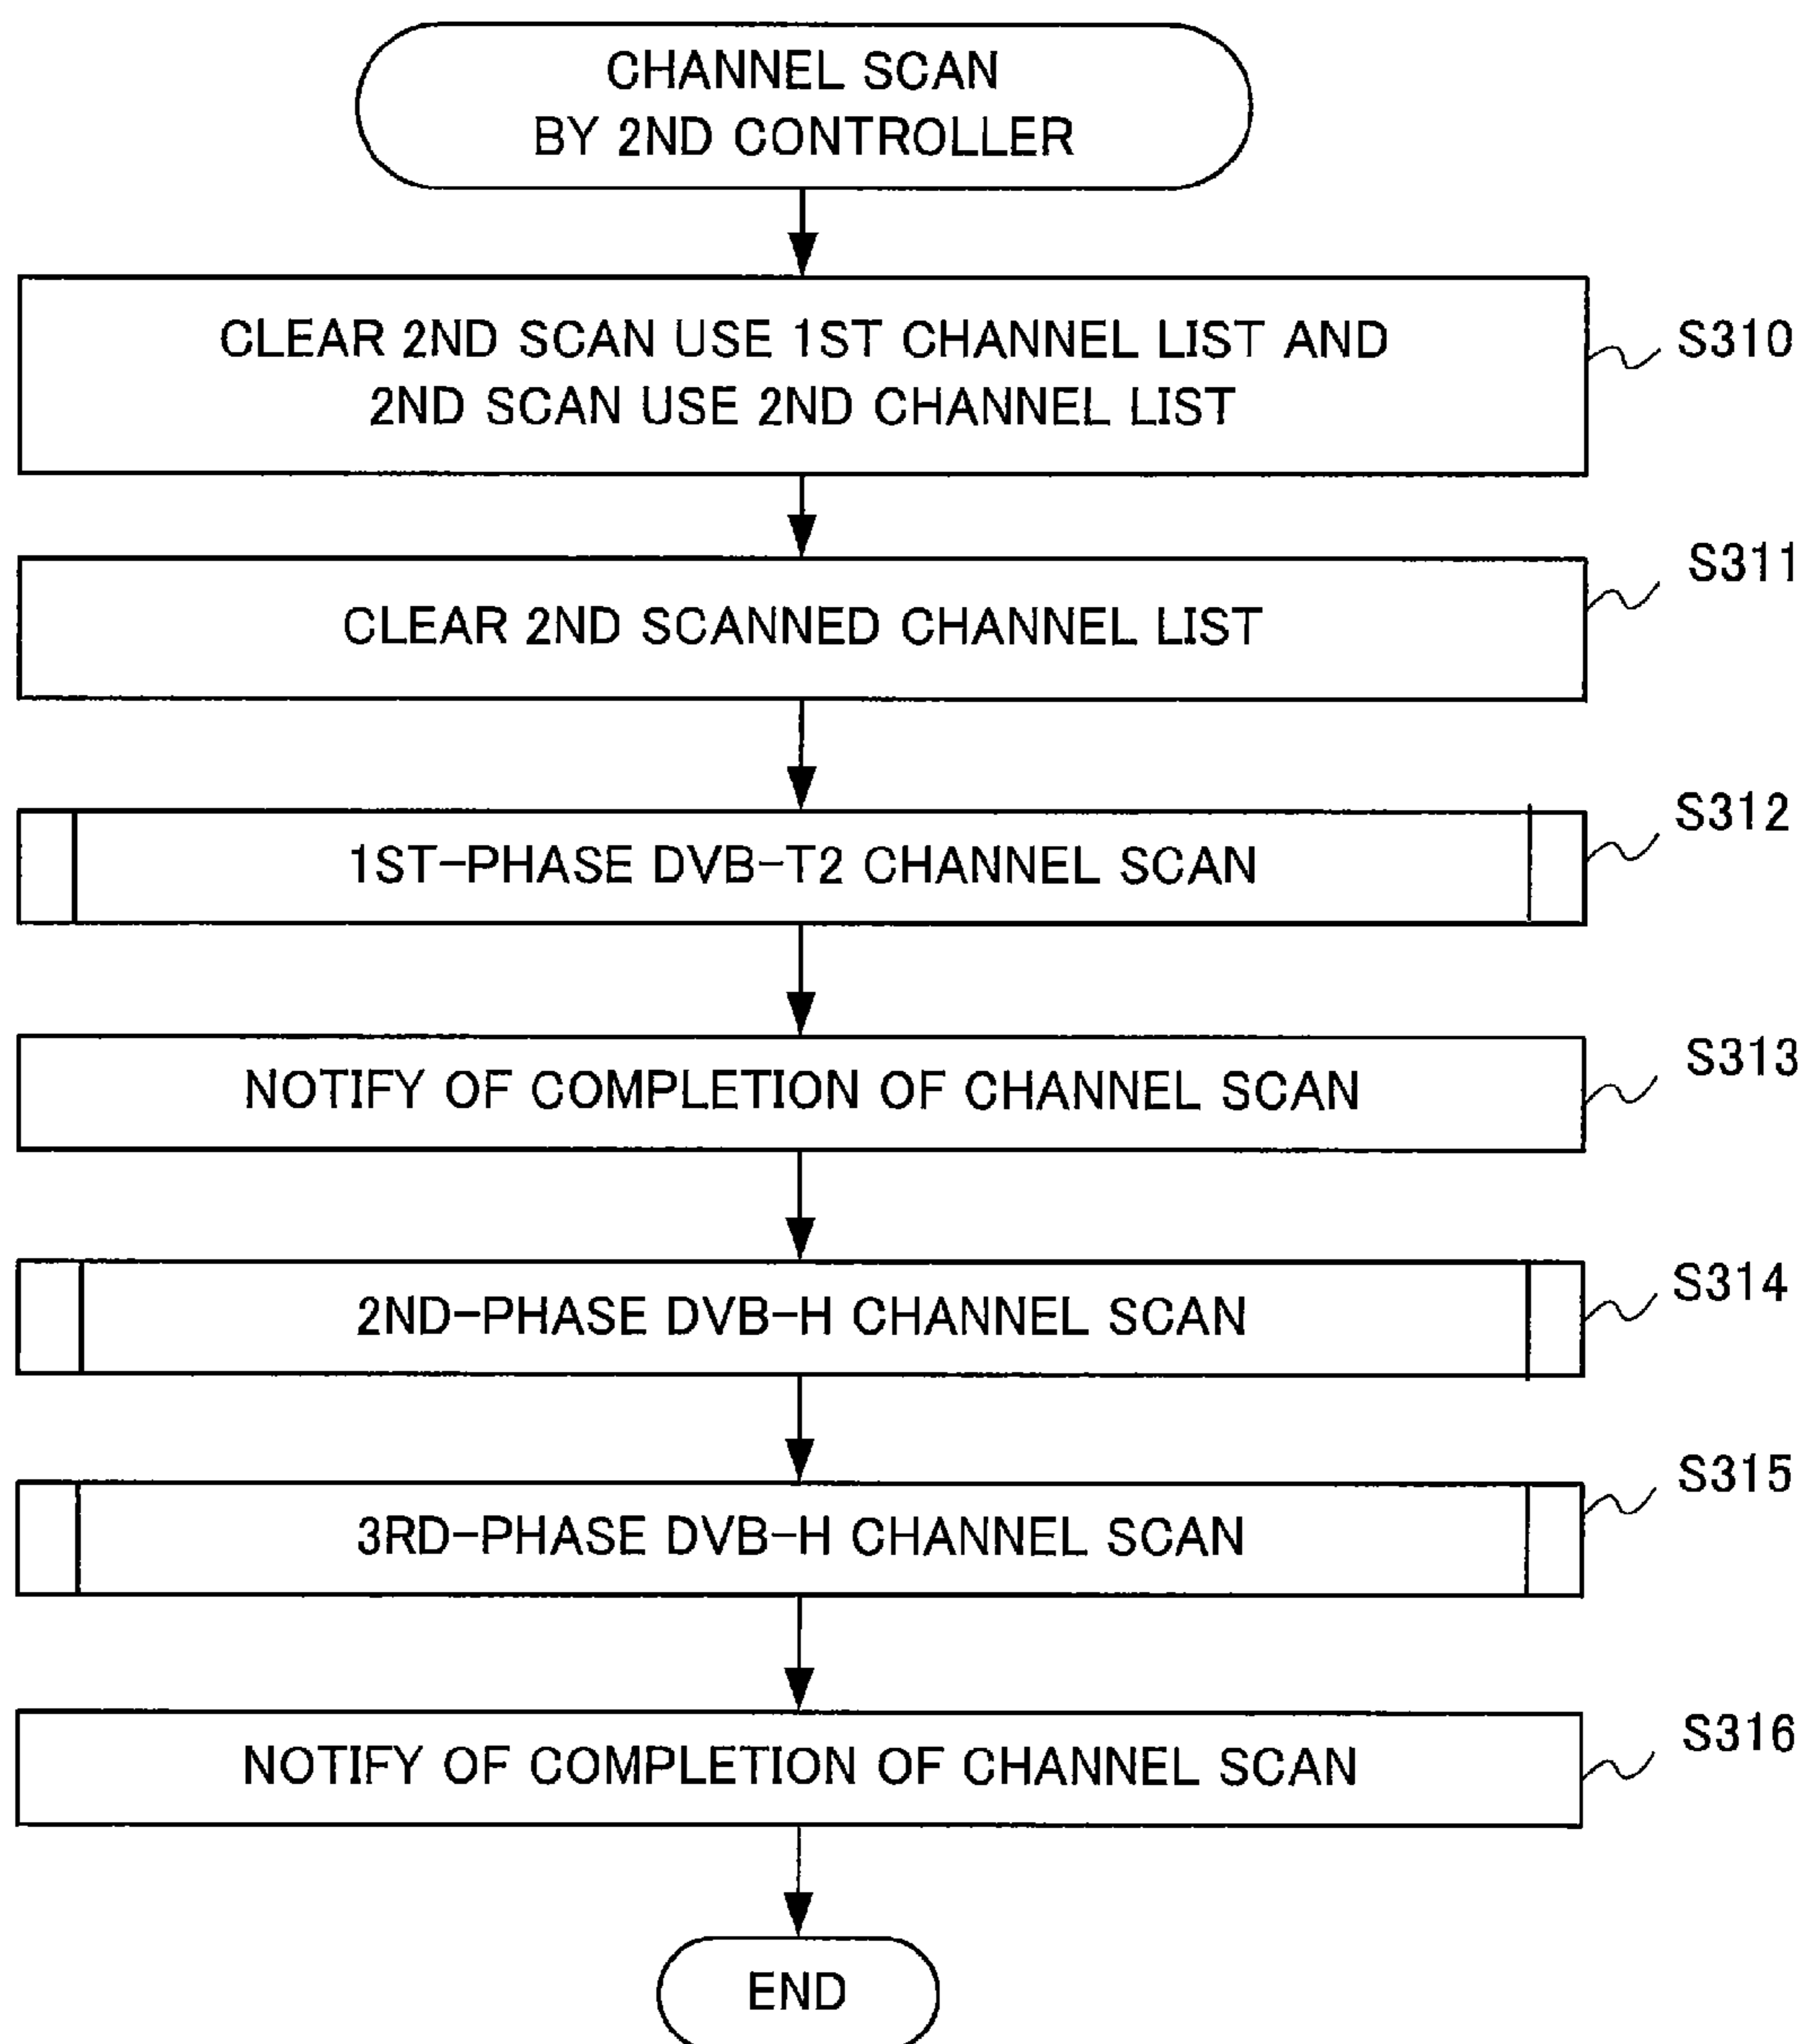 CHANNEL SCAN
BY 2ND CONTROLLER
CLEAR 2ND SCAN USE 1ST CHANNEL LIST AND
2ND SCAN USE 2ND CHANNEL LIST
S310
CLEAR 2ND SCANNED CHANNEL LIST
S311
1ST-PHASE DVB-T2 CHANNEL SCAN
S312
NOTIFY OF COMPLETION OF CHANNEL SCAN
S313
2ND-PHASE DVB-H CHANNEL SCAN
S314
3RD-PHASE DVB-H CHANNEL SCAN
S315
NOTIFY OF COMPLETION OF CHANNEL SCAN
S316
END